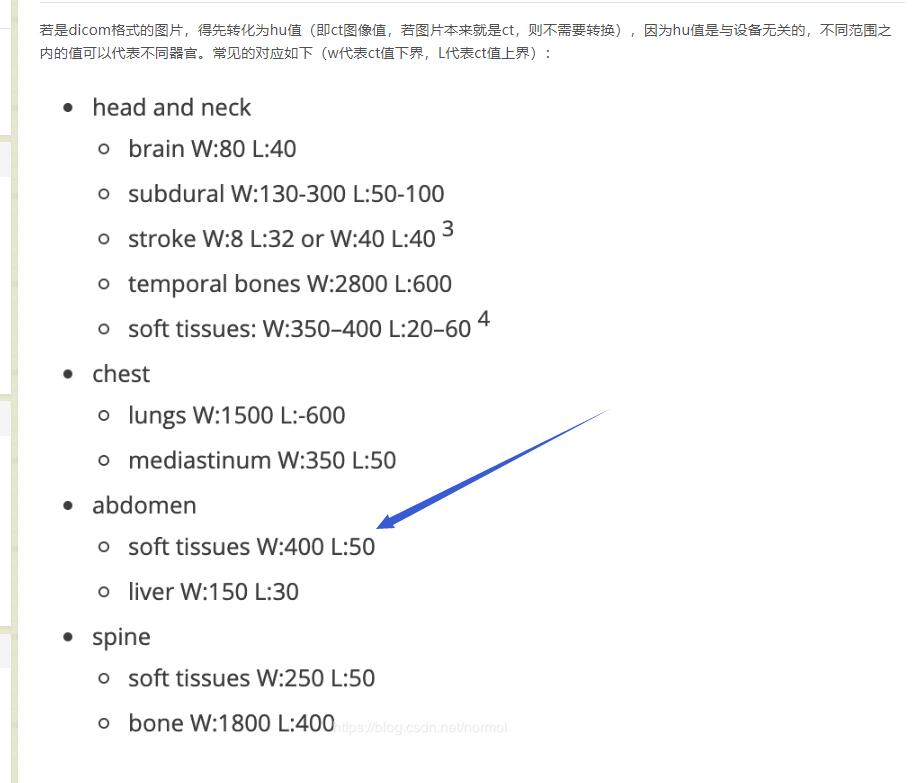 若是dicom格式的图片，得先转化为hu值（即ct图像值，若图片本来就是ct，则不需要转换），因为hu值是与设备无关的，不同范围之
内的值可以代表不同器官。常见的对应如下（w代表ct值下界，L代表ct值上界）：
• head and neck
○ brain W:80 L:40
○ subdural W:130-300 L:50-100
○ stroke W:8 L:32 or W:40 L:40 3
○ temporal bones W:2800 L:600
○ soft tissues: W:350–400 L:20–60 4
• chest
○ lungs W:1500 L:-600
○ mediastinum W:350 L:50
• abdomen
○ soft tissues W:400 L:50
○ liver W:150 L:30
• spine
○ soft tissues W:250 L:50
○ bone W:1800 L:400
https://blog.csdn.net/normol